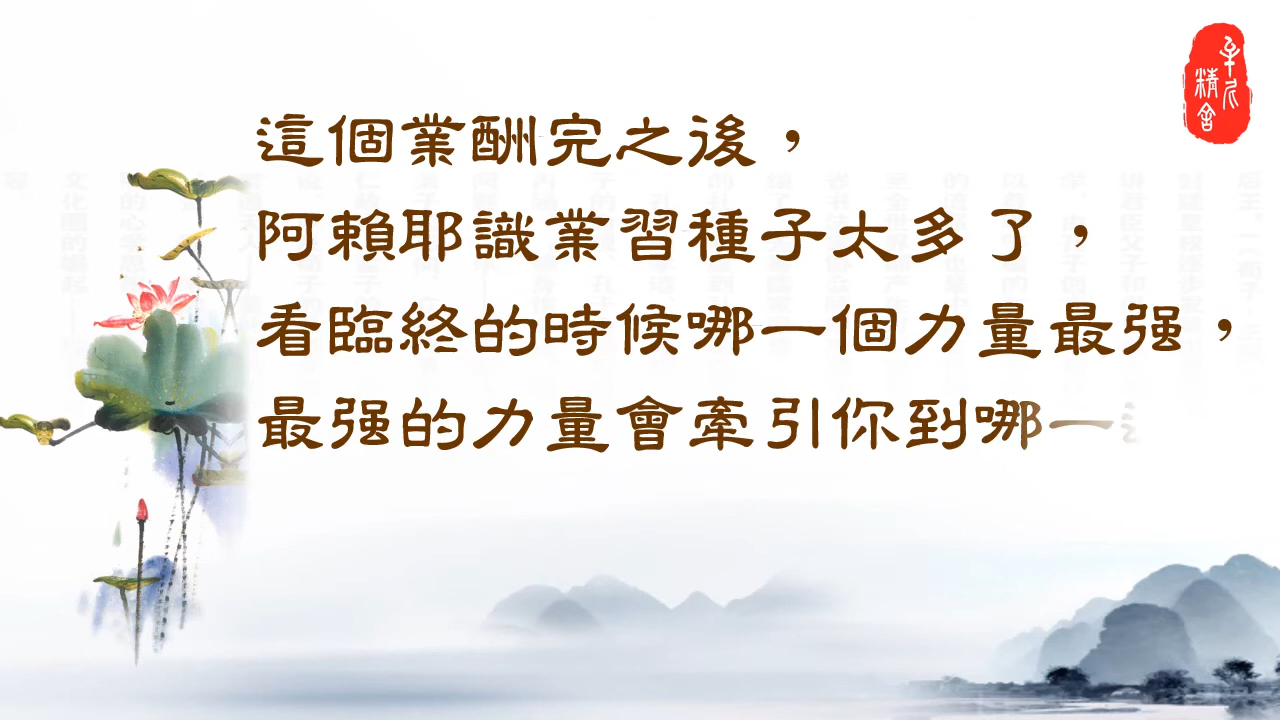 這個業酬完之後，
阿賴耶識業習種子太多了，
看臨終的時候哪一個力量最强，
最强的力量會牽引你到哪一
精舍